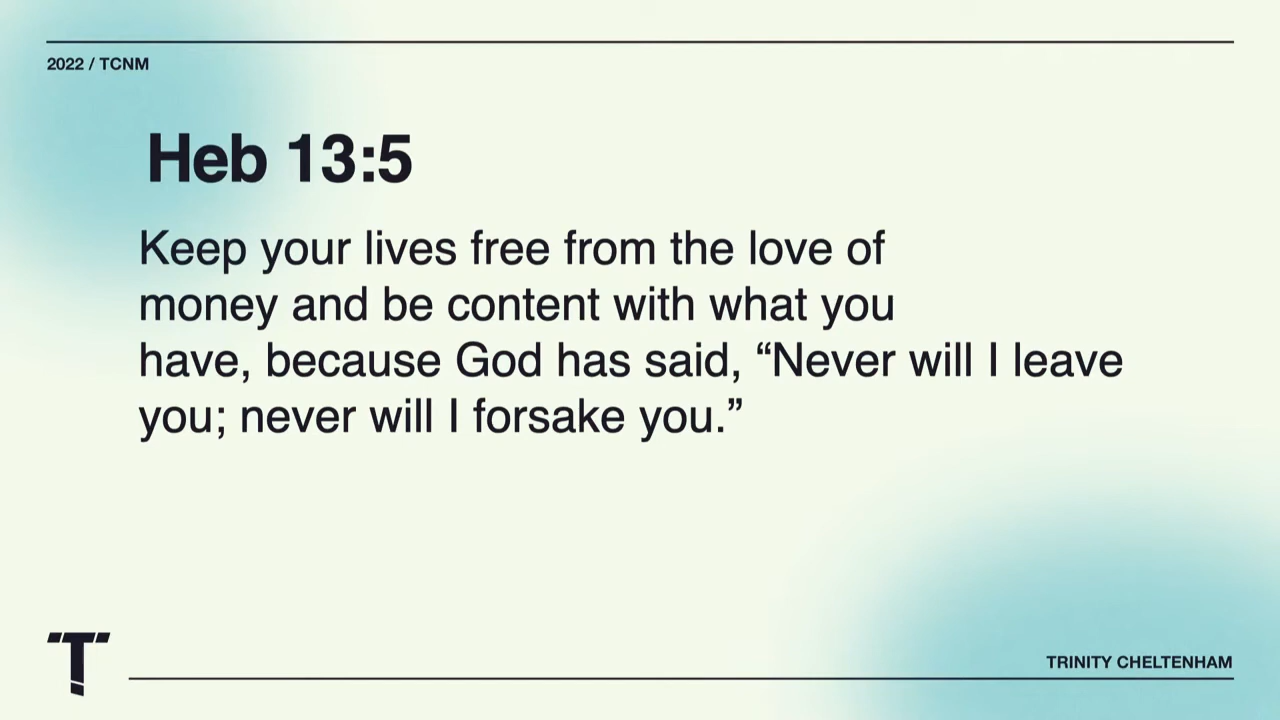 2022 / TCNM
Heb 13:5
Keep your lives free from the love of
money and be content with what you
have, because God has said, “Never will I leave
you; never will I forsake you.”
T
TRINITY CHELTENHAM